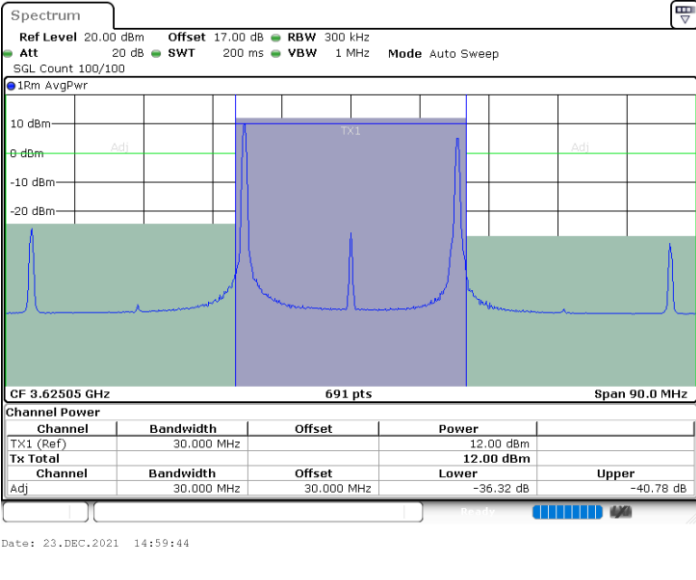 Spectrum
Ref Level 20.00 dBm Offset 17.00 dB RBW 300 kHz
Att 20 dB SWT 200 ms VBW 1 MHz Mode Auto Sweep
SGL Count 100/100
1Rm AvgPwr
10 dBm
TX1
Adj
Adj
0 dBm
-10 dBm
-20 dBm
CF 3.62505 GHz 691 pts Span 90.0 MHz
Channel Power
Channel Bandwidth Offset Power
TX1 (Ref) 30.000 MHz 12.00 dBm
Tx Total 12.00 dBm
Channel Bandwidth Offset Lower Upper
Adj 30.000 MHz 30.000 MHz -36.32 dB -40.78 dB
Ready
Date: 23.DEC.2021 14:59:44